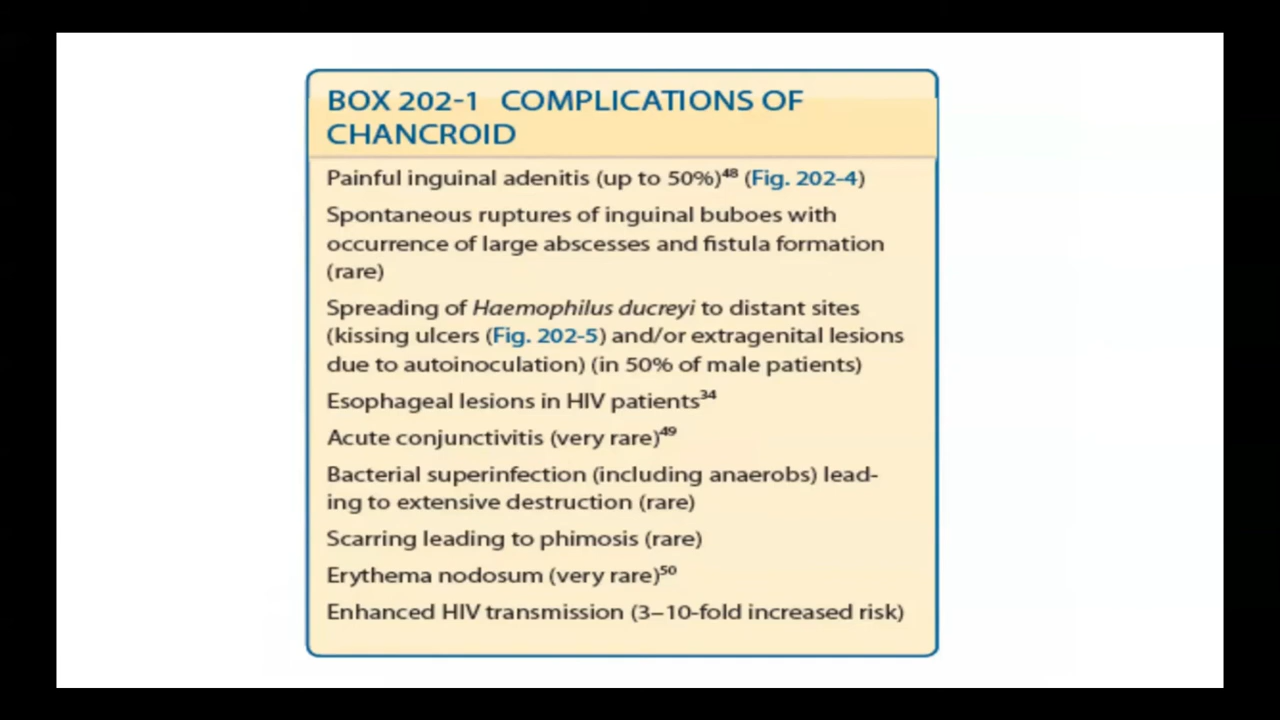 BOX 202-1 COMPLICATIONS OF
CHANCROID
Painful inguinal adenitis (up to 50%)⁴⁸ (Fig. 202-4)
Spontaneous ruptures of inguinal buboes with
occurrence of large abscesses and fistula formation
(rare)
Spreading of Haemophilus ducreyi to distant sites
(kissing ulcers (Fig. 202-5) and/or extragenital lesions
due to autoinoculation) (in 50% of male patients)
Esophageal lesions in HIV patients³⁴
Acute conjunctivitis (very rare)⁴⁹
Bacterial superinfection (including anaerobs) lead-
ing to extensive destruction (rare)
Scarring leading to phimosis (rare)
Erythema nodosum (very rare)⁵⁰
Enhanced HIV transmission (3–10-fold increased risk)